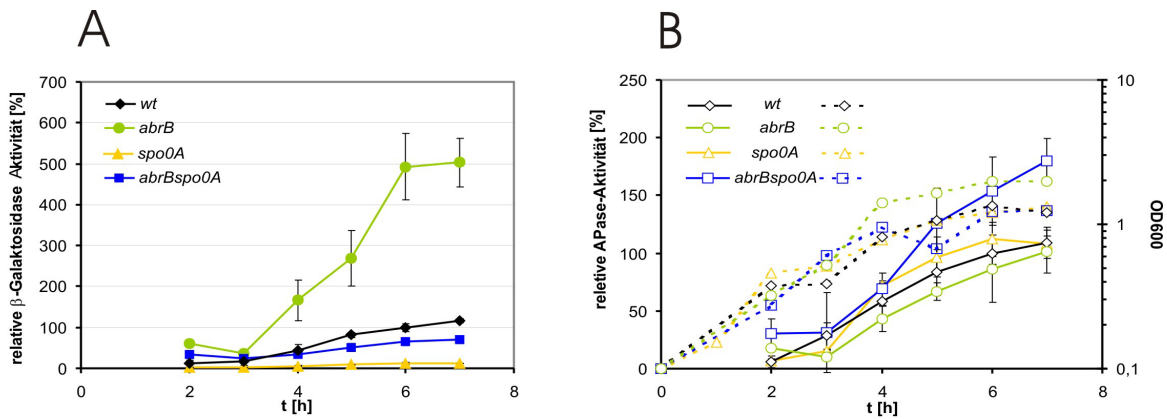 A
relative β-Galaktosidase Aktivität [%]
700
600
500
400
300
200
100
0
wt
abrB
spo0A
abrBspo0A
0 2 4 6 8
t [h]
B
reletive APase-Aktivität [%]
250
200
150
100
50
0
wt
abrB
spo0A
abrBspo0A
0 2 4 6 8
t [h]
10
1
0,1
OD600